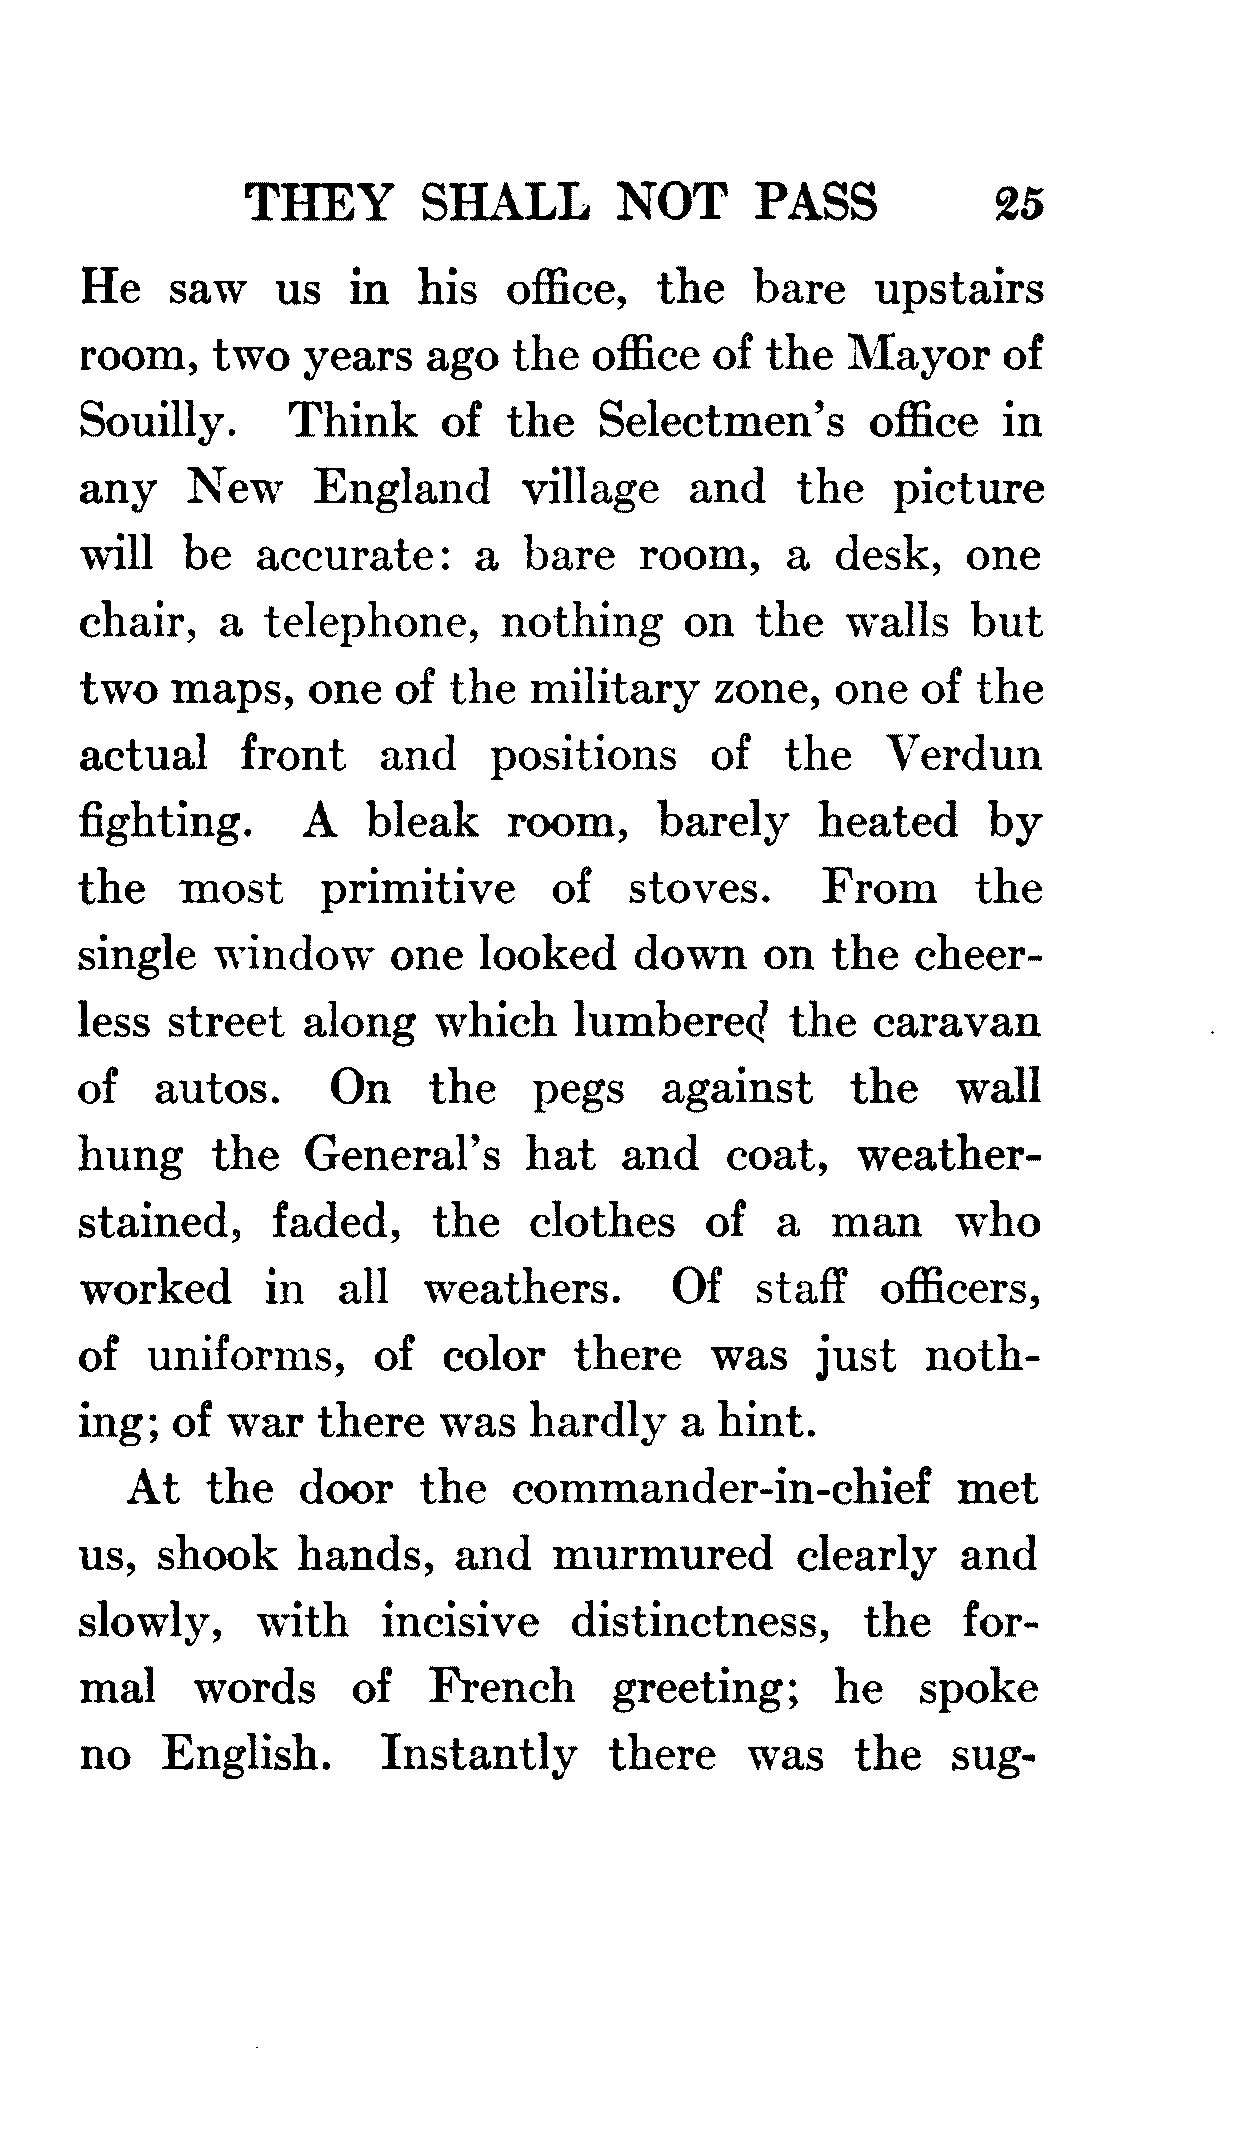 THEY SHALL NOT PASS 25
He saw us in his office, the bare upstairs
room, two years ago the office of the Mayor of
Souilly. Think of the Selectmen's office in
any New England village and the picture
will be accurate: a bare room, a desk, one
chair, a telephone, nothing on the walls but
two maps, one of the military zone, one of the
actual front and positions of the Verdun
fighting. A bleak room, barely heated by
the most primitive of stoves. From the
single window one looked down on the cheer-
less street along which lumbered the caravan
of autos. On the pegs against the wall
hung the General's hat and coat, weather-
stained, faded, the clothes of a man who
worked in all weathers. Of staff officers,
of uniforms, of color there was just noth-
ing; of war there was hardly a hint.
At the door the commander-in-chief met
us, shook hands, and murmured clearly and
slowly, with incisive distinctness, the for-
mal words of French greeting; he spoke
no English. Instantly there was the sug-